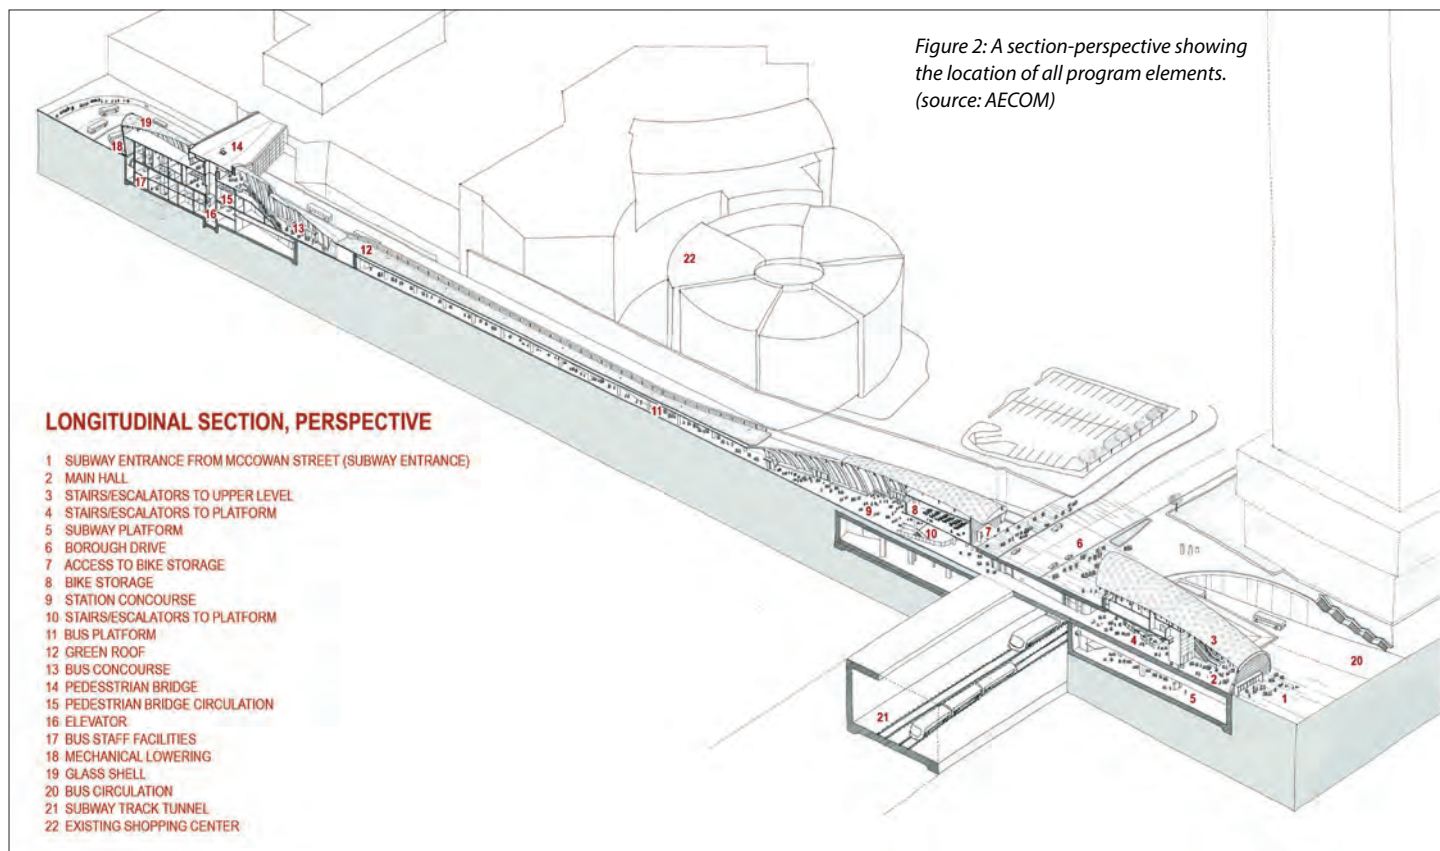 Figure 2: A section-perspective showing
the location of all program elements.
(source: AECOM)
19
18
14
17
15
16
13
12
22
11
9
8
10
7
6
4
3
2
5
1
20
21
LONGITUDINAL SECTION, PERSPECTIVE
1 SUBWAY ENTRANCE FROM MCCOWAN STREET (SUBWAY ENTRANCE)
2 MAIN HALL
3 STAIRS/ESCALATORS TO UPPER LEVEL
4 STAIRS/ESCALATORS TO PLATFORM
5 SUBWAY PLATFORM
6 BOROUGH DRIVE
7 ACCESS TO BIKE STORAGE
8 BIKE STORAGE
9 STATION CONCOURSE
10 STAIRS/ESCALATORS TO PLATFORM
11 BUS PLATFORM
12 GREEN ROOF
13 BUS CONCOURSE
14 PEDESSTRIAN BRIDGE
15 PEDESTRIAN BRIDGE CIRCULATION
16 ELEVATOR
17 BUS STAFF FACILITIES
18 MECHANICAL LOWERING
19 GLASS SHELL
20 BUS CIRCULATION
21 SUBWAY TRACK TUNNEL
22 EXISTING SHOPPING CENTER